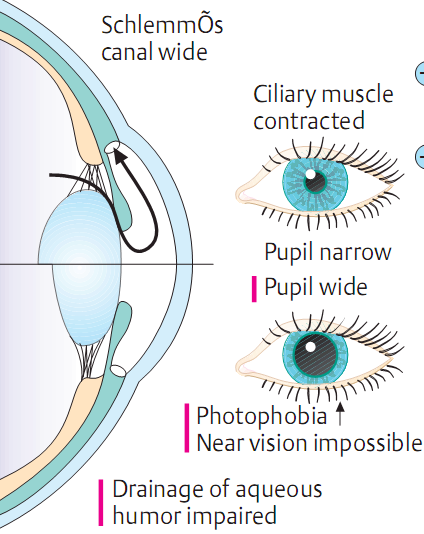 SchlemmÕs
canal wide
Ciliary muscle
contracted
Pupil narrow
Pupil wide
Photophobia
Near vision impossible
Drainage of aqueous
humor impaired